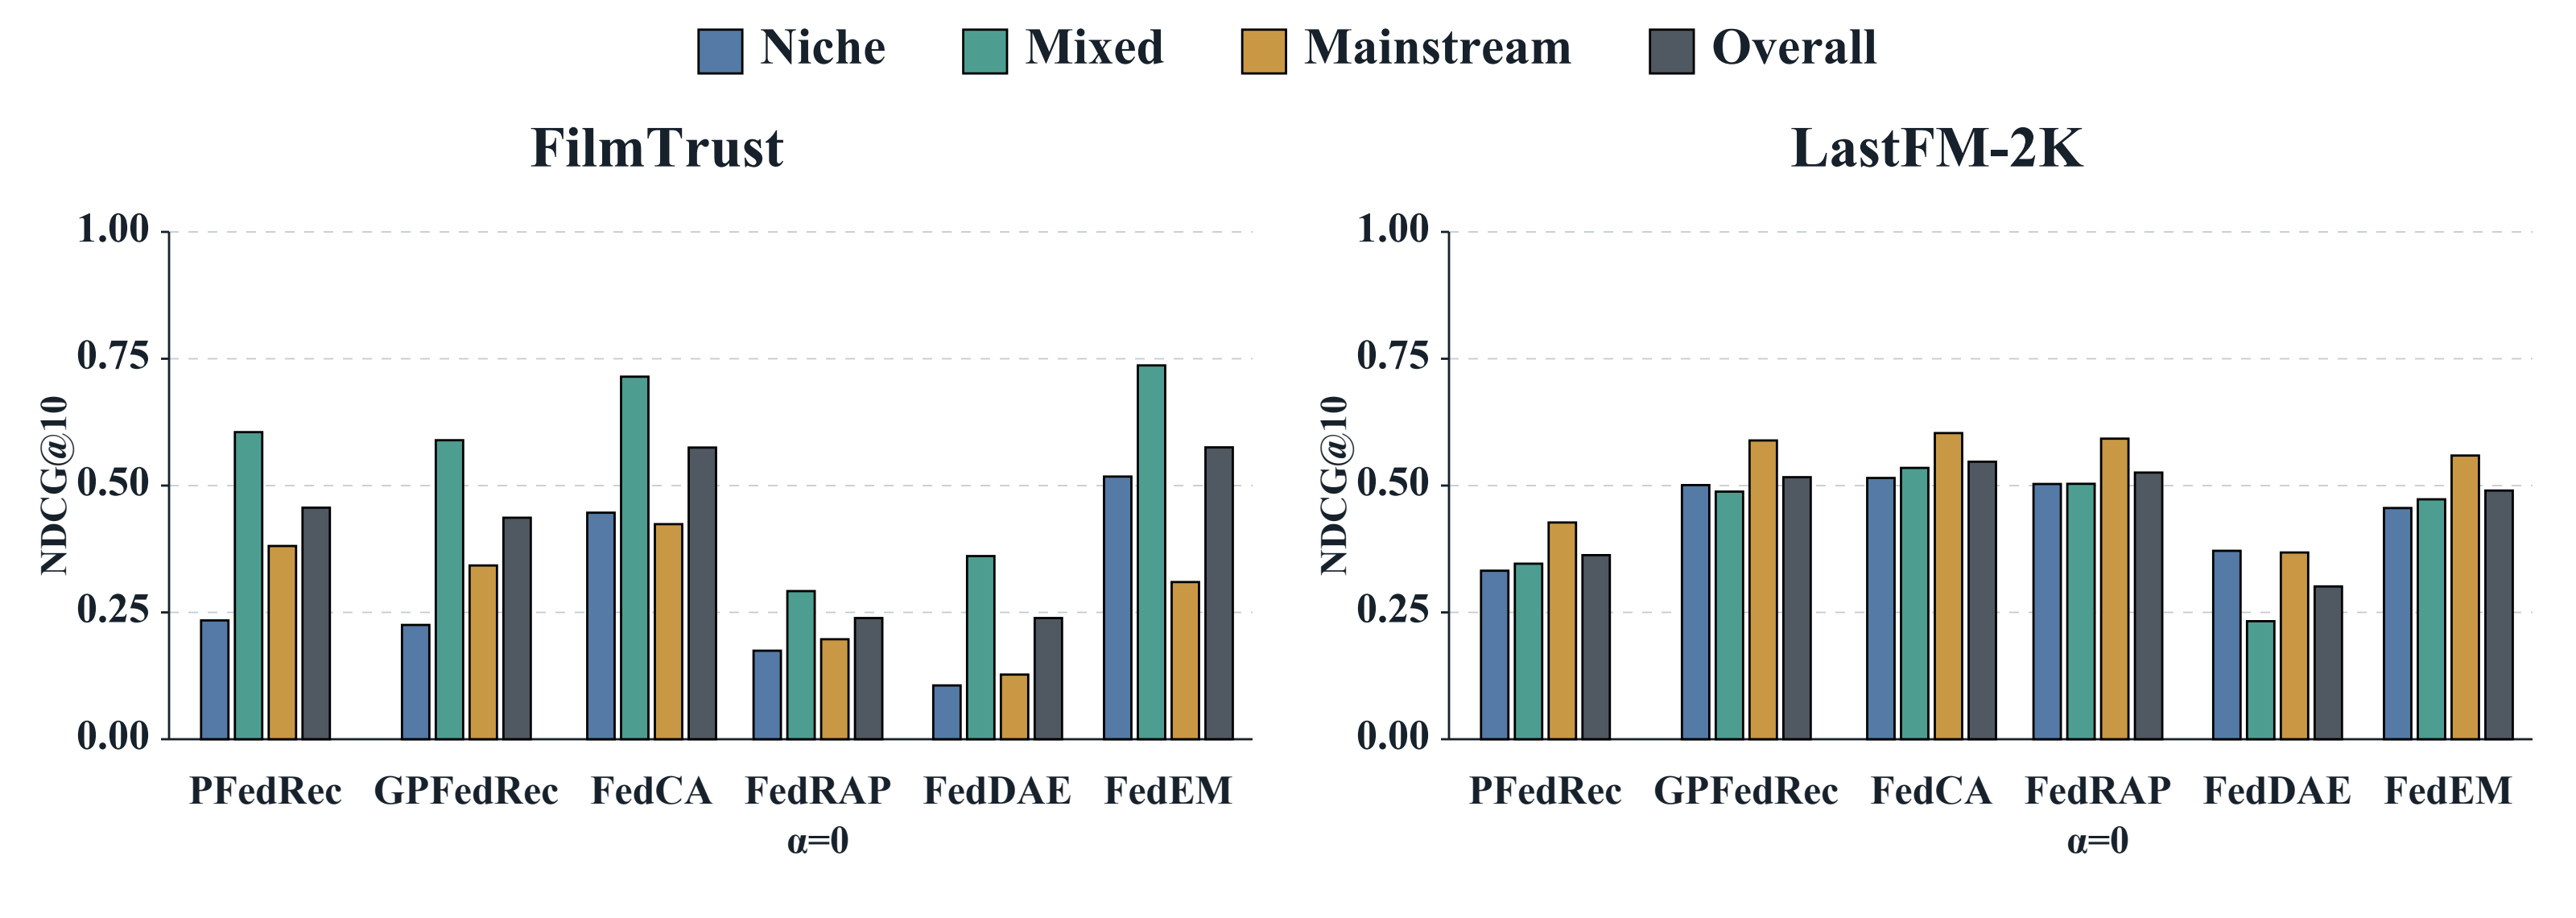 Niche Mixed Mainstream Overall
FilmTrust
NDCG@10
1.00
0.75
0.50
0.25
0.00
PFedRec GPFedRec FedCA FedRAP FedDAE FedEM
α=0
LastFM-2K
NDCG@10
1.00
0.75
0.50
0.25
0.00
PFedRec GPFedRec FedCA FedRAP FedDAE FedEM
α=0